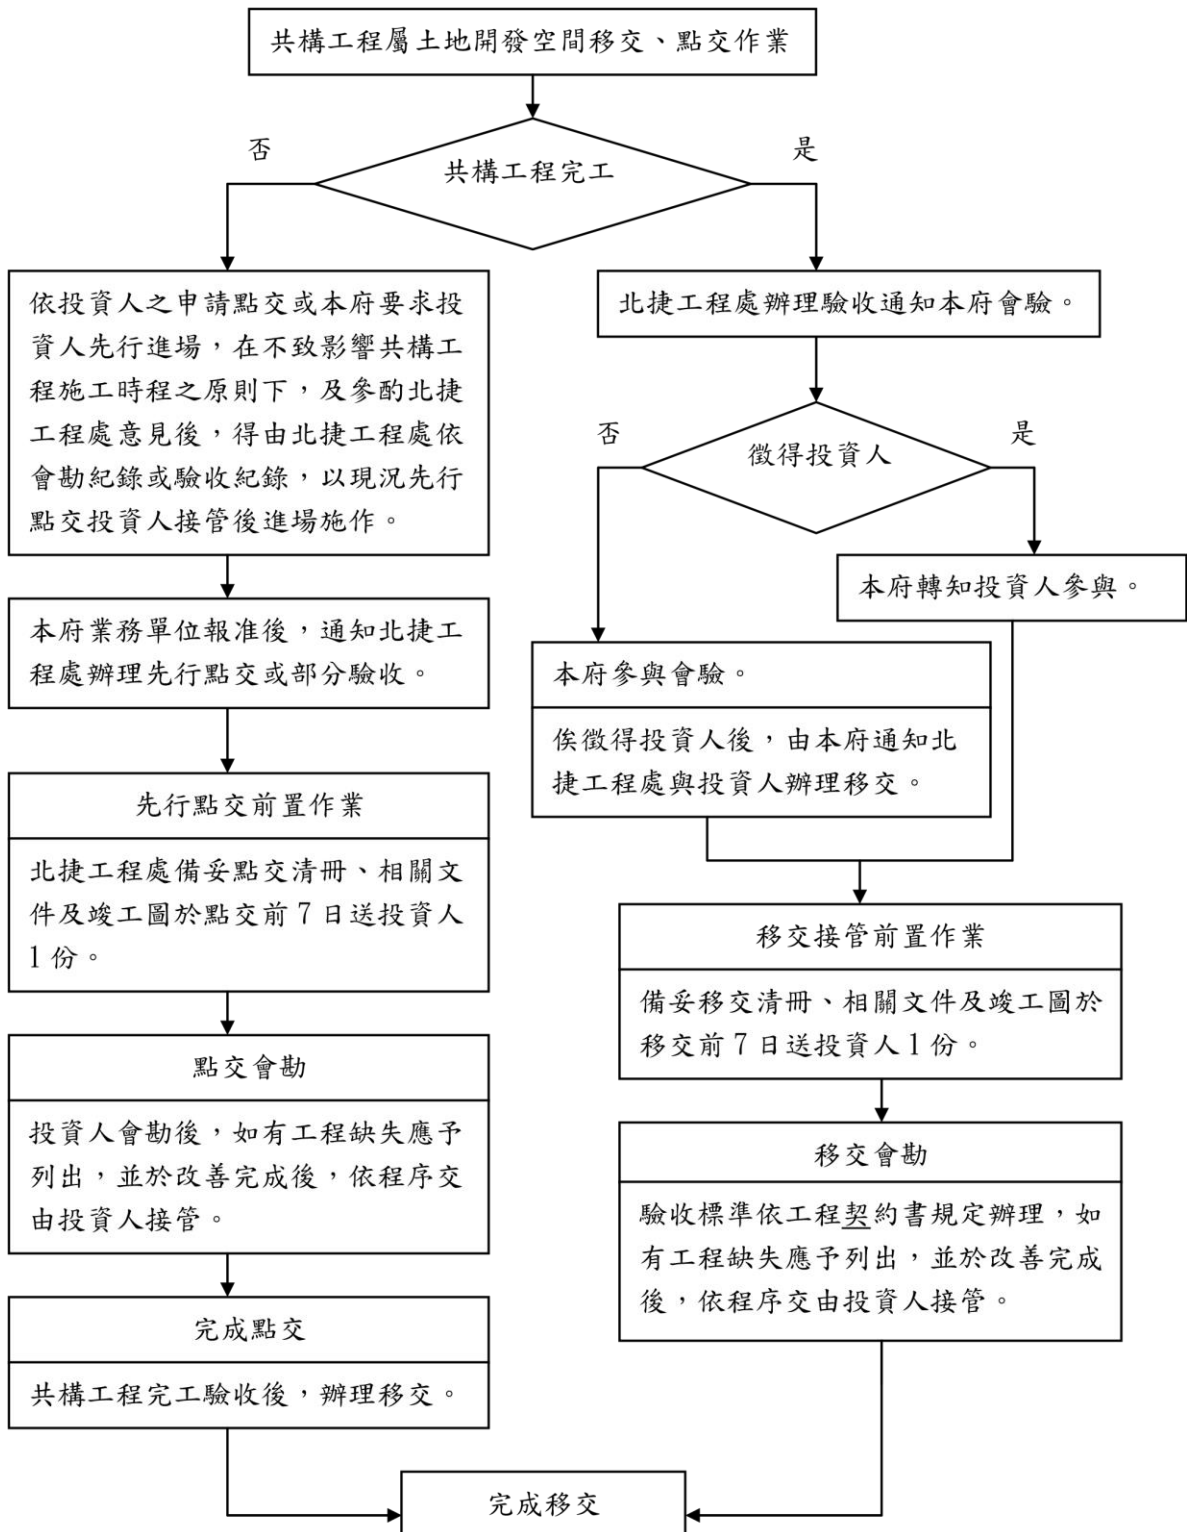 共構工程屬土地開發空間移交、點交作業
共構工程完工
否
是
依投資人之申請點交或本府要求投
資人先行進場，在不致影響共構工
程施工時程之原則下，及參酌北捷
工程處意見後，得由北捷工程處依
會勘紀錄或驗收紀錄，以現況先行
點交投資人接管後進場施作。
本府業務單位報准後，通知北捷工
程處辦理先行點交或部分驗收。
先行點交前置作業
北捷工程處備妥點交清冊、相關文
件及竣工圖於點交前7日送投資人
1份。
點交會勘
投資人會勘後，如有工程缺失應予
列出，並於改善完成後，依程序交
由投資人接管。
完成點交
共構工程完工驗收後，辦理移交。
北捷工程處辦理驗收通知本府會驗。
徵得投資人
否
是
本府轉知投資人參與。
本府參與會驗。
俟徵得投資人後，由本府通知北
捷工程處與投資人辦理移交。
移交接管前置作業
備妥移交清冊、相關文件及竣工圖於
移交前7日送投資人1份。
移交會勘
驗收標準依工程契約書規定辦理，如
有工程缺失應予列出，並於改善完成
後，依程序交由投資人接管。
完成移交